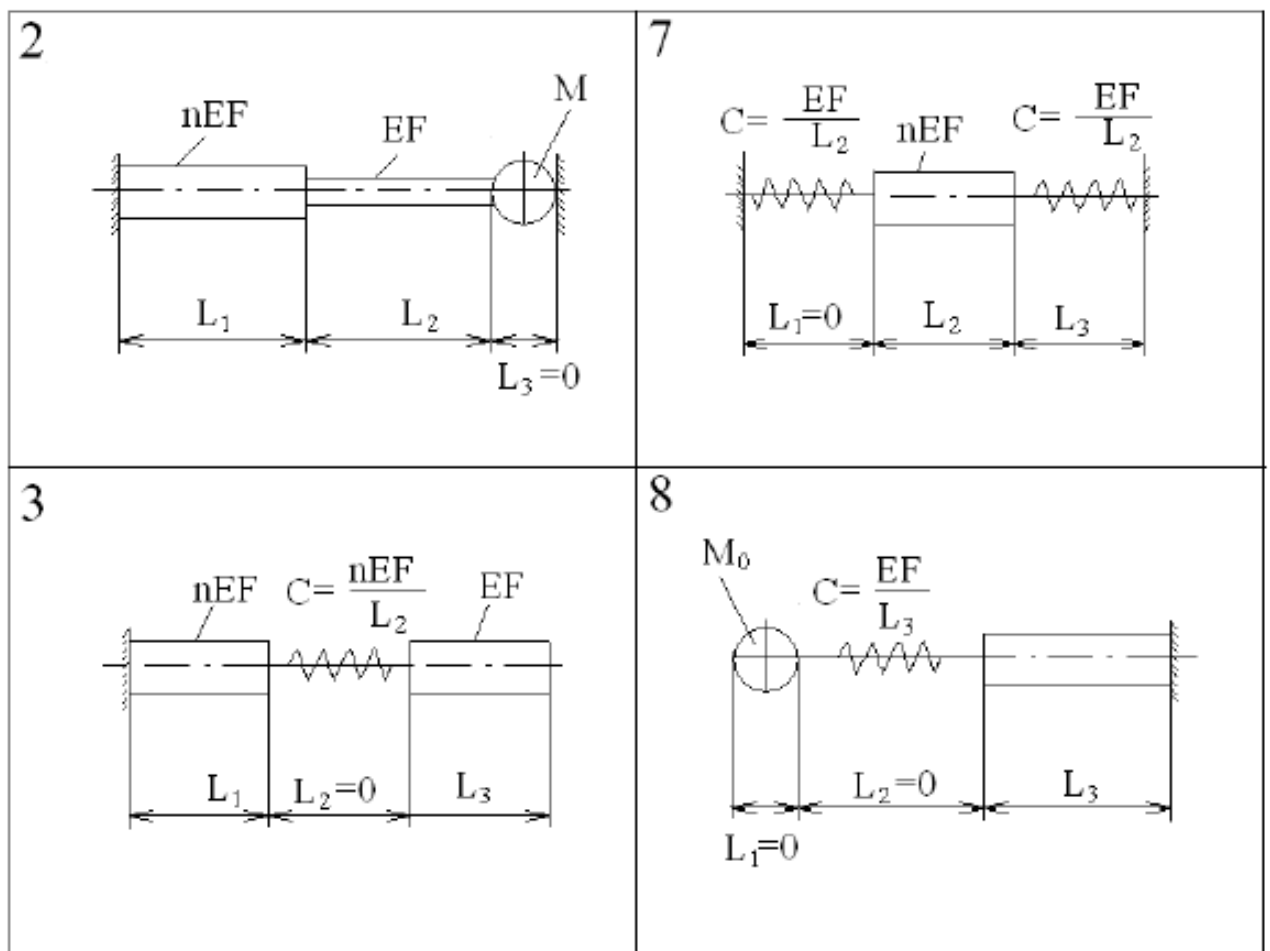 2
nEF
EF
M
L₁
L₂
L₃=0
7
C= EF/L₂
nEF
C= EF/L₂
L₁=0
L₂
L₃
3
nEF
C= nEF/L₂
EF
L₁
L₂=0
L₃
8
M₀
C= EF/L₃
L₂=0
L₃
L₁=0